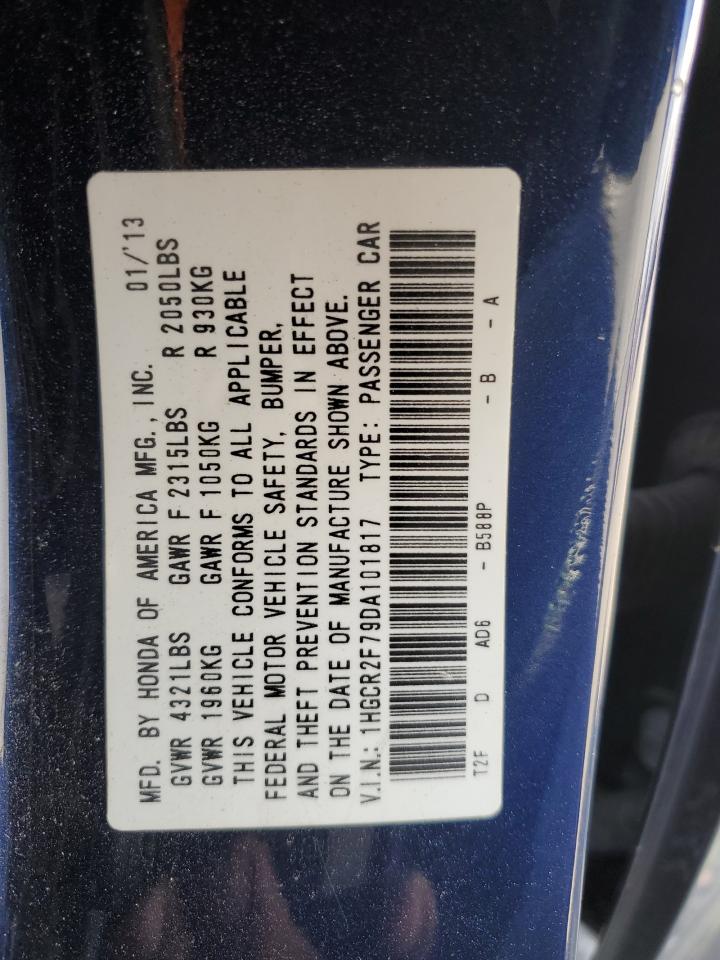 MFD. BY HONDA OF AMERICA MFG., INC. 01/'13
GVWR 4321LBS GAWR F 2315LBS R 2050LBS
GVWR 1960KG GAWR F 1050KG R 930KG
THIS VEHICLE CONFORMS TO ALL APPLICABLE
FEDERAL MOTOR VEHICLE SAFETY, BUMPER,
AND THEFT PREVENTION STANDARDS IN EFFECT
ON THE DATE OF MANUFACTURE SHOWN ABOVE.
V.I.N.: 1HGCR2F79DA101817 TYPE: PASSENGER CAR
T2F D AD6 - B588P - B - A